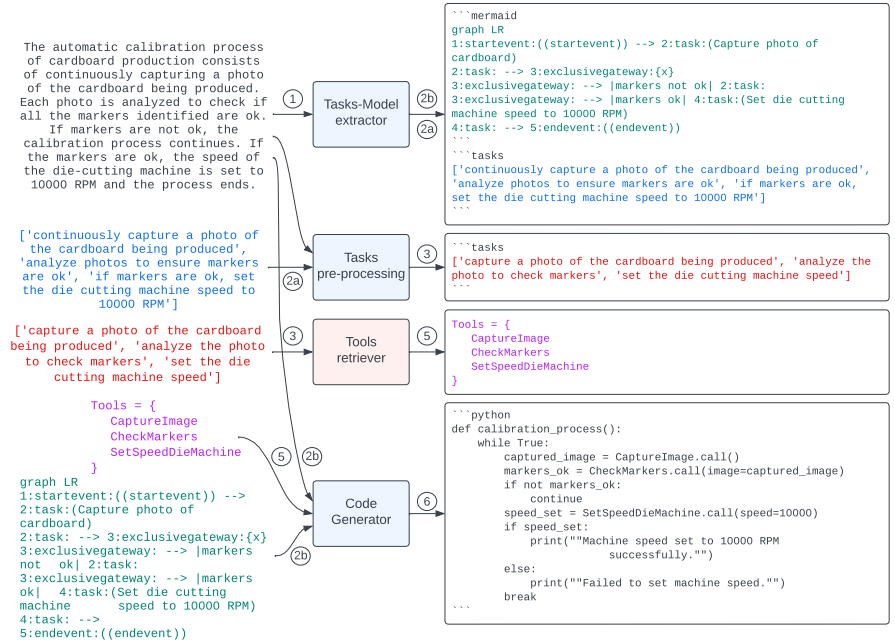 The automatic calibration process
of cardboard production consists
of continuously capturing a photo
of the cardboard being produced.
Each photo is analyzed to check if
all the markers identified are ok.
If markers are not ok, the
calibration process continues. If
the markers are ok, the speed of
the die-cutting machine is set to
10000 RPM and the process ends.
1
Tasks-Model
extractor
2b
2a
```mermaid
graph LR
1:startevent:((startevent)) --> 2:task:(Capture photo of
cardboard)
2:task: --> 3:exclusivegateway:{x}
3:exclusivegateway: --> |markers not ok| 2:task:
3:exclusivegateway: --> |markers ok| 4:task:(Set die cutting
machine speed to 10000 RPM)
4:task: --> 5:endevent:((endevent))
```
```tasks
['continuously capture a photo of the cardboard being produced',
'analyze photos to ensure markers are ok', 'if markers are ok,
set the die cutting machine speed to 10000 RPM']
```
['continuously capture a photo of
the cardboard being produced',
'analyze photos to ensure markers
are ok', 'if markers are ok, set
the die cutting machine speed to
10000 RPM']
2a
Tasks
pre-processing
3
```tasks
['capture a photo of the cardboard being produced', 'analyze the
photo to check markers', 'set the die cutting machine speed']
```
['capture a photo of the cardboard
being produced', 'analyze the photo
to check markers', 'set the die
cutting machine speed']
3
Tools
retriever
5
Tools = {
CaptureImage
CheckMarkers
SetSpeedDieMachine
}
Tools = {
CaptureImage
CheckMarkers
SetSpeedDieMachine
}
5
2b
graph LR
1:startevent:((startevent)) -->
2:task:(Capture photo of
cardboard)
2:task: --> 3:exclusivegateway:{x}
3:exclusivegateway: --> |markers
not ok| 2:task:
3:exclusivegateway: --> |markers
ok| 4:task:(Set die cutting
machine speed to 10000 RPM)
4:task: -->
5:endevent:((endevent))
2b
Code
Generator
6
```python
def calibration_process():
while True:
captured_image = CaptureImage.call()
markers_ok = CheckMarkers.call(image=captured_image)
if not markers_ok:
continue
speed_set = SetSpeedDieMachine.call(speed=10000)
if speed_set:
print(""Machine speed set to 10000 RPM
successfully."")
else:
print(""Failed to set machine speed."")
break
```